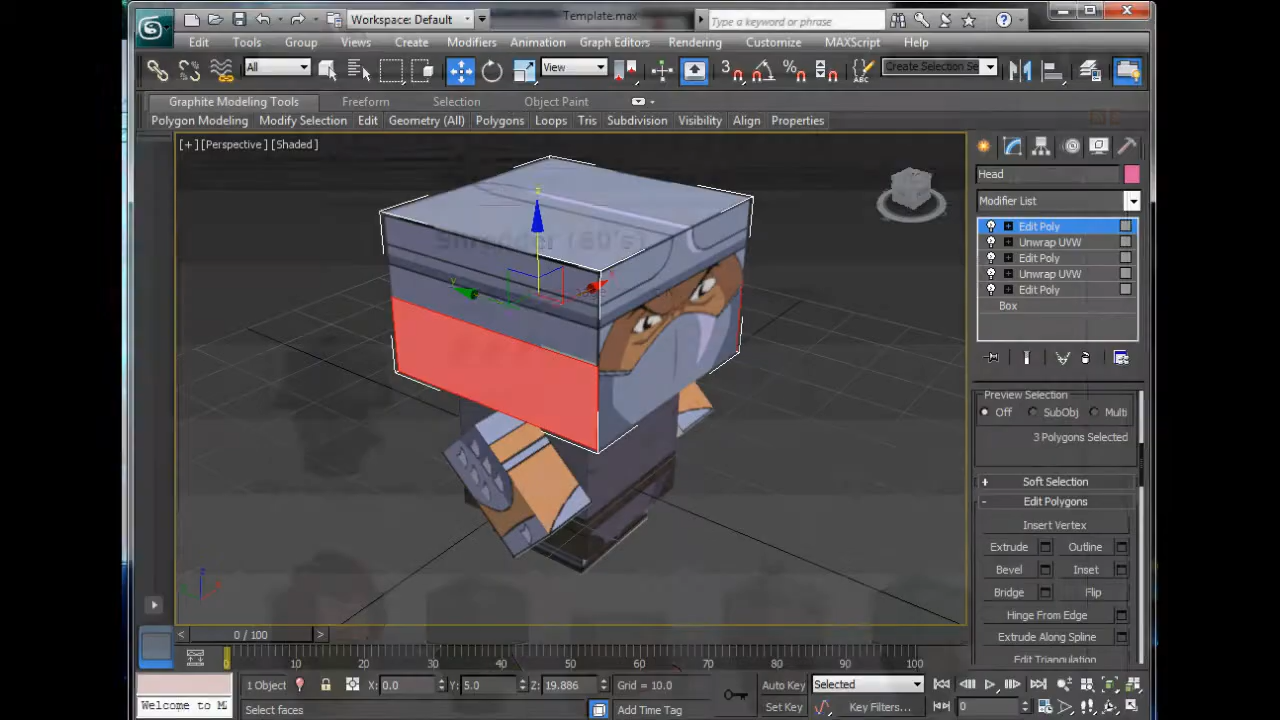 Workspace: Default
Template.max
Type a keyword or phrase
Edit Tools Group Views Create Modifiers Animation Graph Editors Rendering Customize MAXScript Help
All View 3 Create Selection Se
Graphite Modeling Tools Freeform Selection Object Paint
Polygon Modeling Modify Selection Edit Geometry (All) Polygons Loops Tris Subdivision Visibility Align Properties
[+] [Perspective] [Shaded]
Head
Modifier List
Edit Poly
Unwrap UVW
Edit Poly
Unwrap UVW
Edit Poly
Box
Shredder (80's)
Preview Selection
Off SubObj Multi
3 Polygons Selected
+ Soft Selection
- Edit Polygons
Insert Vertex
Extrude Outline
Bevel Inset
Bridge Flip
Hinge From Edge
Extrude Along Spline
Edit Triangulation
< 0 / 100 >
0 10 20 30 40 50 60 70 80 90 100
1 Object X: 0.0 Y: 5.0 Z: 19.886 Grid = 10.0 Auto Key Selected
Welcome to M
Select faces Add Time Tag Set Key Key Filters... 0